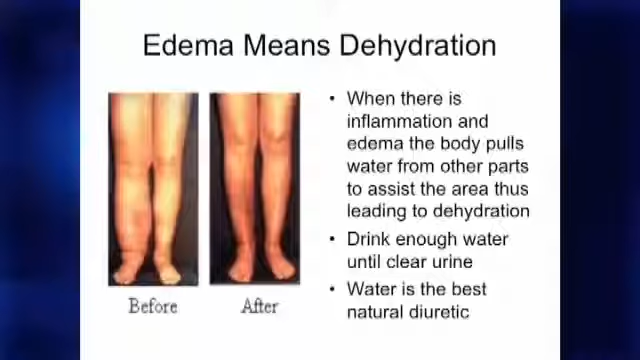 Edema Means Dehydration
• When there is
inflammation and
edema the body pulls
water from other parts
to assist the area thus
leading to dehydration
• Drink enough water
until clear urine
• Water is the best
natural diuretic
Before
After